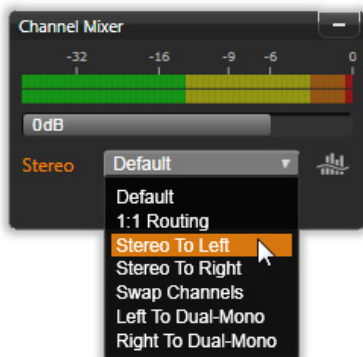 Channel Mixer
-32 -16 -9 -6 0
0dB
Stereo Default
Default
1:1 Routing
Stereo To Left
Stereo To Right
Swap Channels
Left To Dual-Mono
Right To Dual-Mono